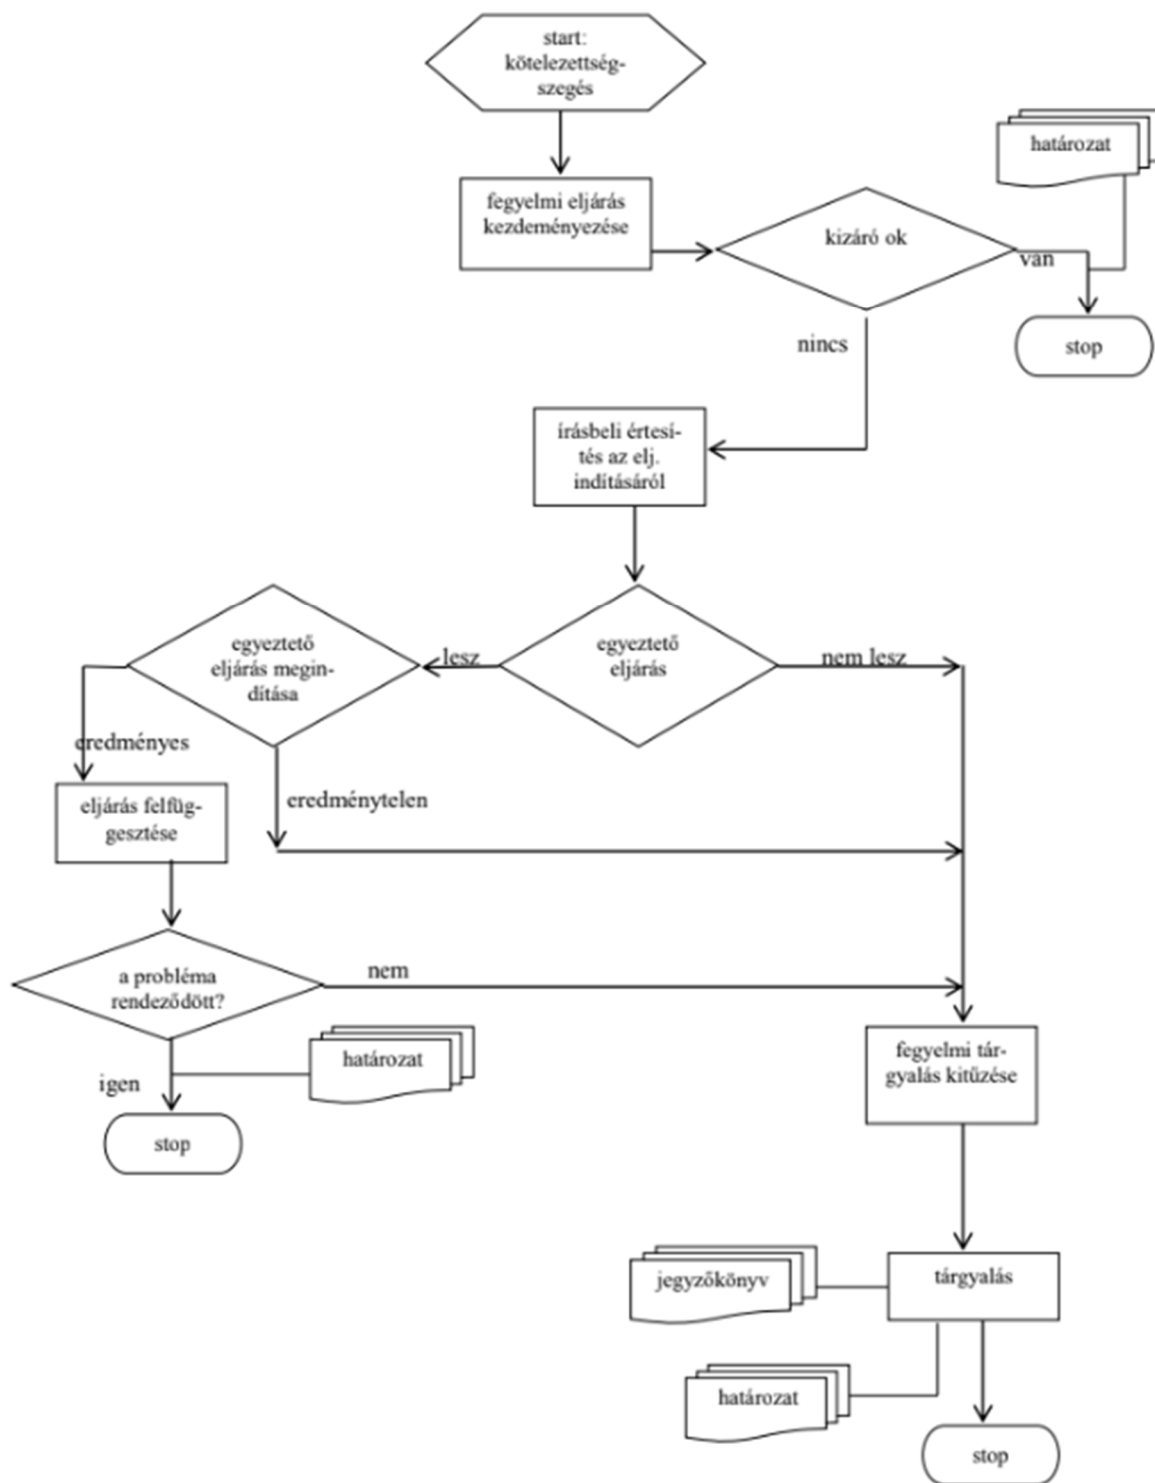 start:
kötelezettség-
szegés
határozat
fegyelmi eljárás
kezdeményezése
kizáró ok
van
stop
nincs
írásbeli értesí-
tés az elj.
indításáról
egyeztető
eljárás megin-
dítása
lesz
egyeztető
eljárás
nem lesz
eredményes
eredménytelen
eljárás felfüg-
gesztése
a probléma
rendeződött?
nem
határozat
igen
stop
fegyelmi tár-
gyalás kitűzése
jegyzőkönyv
tárgyalás
határozat
stop